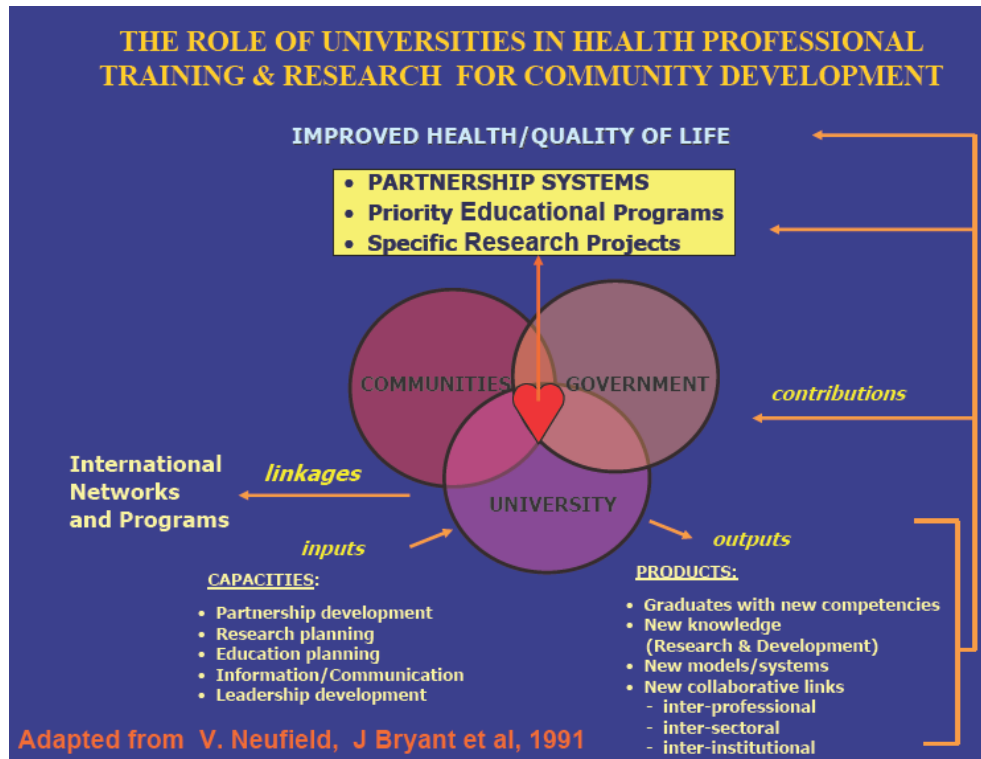 THE ROLE OF UNIVERSITIES IN HEALTH PROFESSIONAL
TRAINING & RESEARCH FOR COMMUNITY DEVELOPMENT
IMPROVED HEALTH/QUALITY OF LIFE
• PARTNERSHIP SYSTEMS
• Priority Educational Programs
• Specific Research Projects
COMMUNITIES
GOVERNMENT
contributions
International
Networks
and Programs
linkages
UNIVERSITY
inputs
outputs
CAPACITIES:
• Partnership development
• Research planning
• Education planning
• Information/Communication
• Leadership development
PRODUCTS:
• Graduates with new competencies
• New knowledge
(Research & Development)
• New models/systems
• New collaborative links
- inter-professional
- inter-sectoral
- inter-institutional
Adapted from V. Neufield, J Bryant et al, 1991